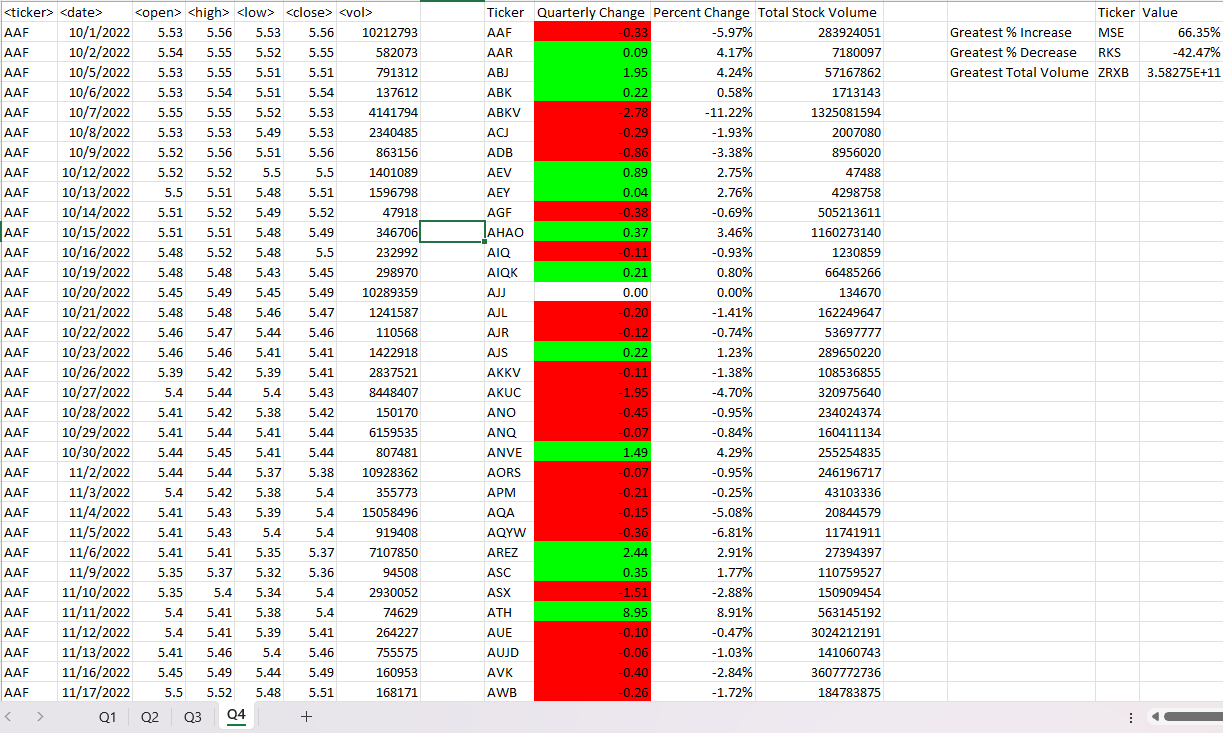 <ticker> <date> <open> <high> <low> <close> <vol> Ticker Quarterly Change Percent Change Total Stock Volume Ticker Value
AAF 10/1/2022 5.53 5.56 5.53 5.56 10212793 AAF -0.33 -5.97% 283924051 Greatest % Increase MSE 66.35%
AAF 10/2/2022 5.54 5.55 5.52 5.55 582073 AAR 0.09 4.17% 7180097 Greatest % Decrease RKS -42.47%
AAF 10/5/2022 5.53 5.55 5.51 5.51 791312 ABJ 1.95 4.24% 57167862 Greatest Total Volume ZRXB 3.58275E+11
AAF 10/6/2022 5.53 5.54 5.51 5.54 137612 ABK 0.22 0.58% 1713143
AAF 10/7/2022 5.55 5.55 5.52 5.53 4141794 ABKV -2.78 -11.22% 1325081594
AAF 10/8/2022 5.53 5.53 5.49 5.53 2340485 ACJ -0.29 -1.93% 2007080
AAF 10/9/2022 5.52 5.56 5.51 5.56 863156 ADB -0.86 -3.38% 8956020
AAF 10/12/2022 5.52 5.52 5.5 5.5 1401089 AEV 0.89 2.75% 47488
AAF 10/13/2022 5.5 5.51 5.48 5.51 1596798 AEY 0.04 2.76% 4298758
AAF 10/14/2022 5.51 5.52 5.49 5.52 47918 AGF -0.38 -0.69% 505213611
AAF 10/15/2022 5.51 5.51 5.48 5.49 346706 AHAO 0.37 3.46% 1160273140
AAF 10/16/2022 5.48 5.52 5.48 5.5 232992 AIQ -0.11 -0.93% 1230859
AAF 10/19/2022 5.48 5.48 5.43 5.45 298970 AIQK 0.21 0.80% 66485266
AAF 10/20/2022 5.45 5.49 5.45 5.49 10289359 AJJ 0.00 0.00% 134670
AAF 10/21/2022 5.48 5.48 5.46 5.47 1241587 AJL -0.20 -1.41% 162249647
AAF 10/22/2022 5.46 5.47 5.44 5.46 110568 AJR -0.12 -0.74% 53697777
AAF 10/23/2022 5.46 5.46 5.41 5.41 1422918 AJS 0.22 1.23% 289650220
AAF 10/26/2022 5.39 5.42 5.39 5.41 2837521 AKKV -0.11 -1.38% 108536855
AAF 10/27/2022 5.4 5.44 5.4 5.43 8448407 AKUC -1.95 -4.70% 320975640
AAF 10/28/2022 5.41 5.42 5.38 5.42 150170 ANO -0.45 -0.95% 234024374
AAF 10/29/2022 5.41 5.44 5.41 5.44 6159535 ANQ -0.07 -0.84% 160411134
AAF 10/30/2022 5.44 5.45 5.41 5.44 807481 ANVE 1.49 4.29% 255254835
AAF 11/2/2022 5.44 5.44 5.37 5.38 10928362 AORS -0.07 -0.95% 246196717
AAF 11/3/2022 5.4 5.42 5.38 5.4 355773 APM -0.21 -0.25% 43103336
AAF 11/4/2022 5.41 5.43 5.39 5.4 15058496 AQA -0.15 -5.08% 20844579
AAF 11/5/2022 5.41 5.43 5.4 5.4 919408 AQYW -0.36 -6.81% 11741911
AAF 11/6/2022 5.41 5.41 5.35 5.37 7107850 AREZ 2.44 2.91% 27394397
AAF 11/9/2022 5.35 5.37 5.32 5.36 94508 ASC 0.35 1.77% 110759527
AAF 11/10/2022 5.35 5.4 5.34 5.4 2930052 ASX -1.51 -2.88% 150909454
AAF 11/11/2022 5.4 5.41 5.38 5.4 74629 ATH 8.95 8.91% 563145192
AAF 11/12/2022 5.4 5.41 5.39 5.41 264227 AUE -0.10 -0.47% 3024212191
AAF 11/13/2022 5.41 5.46 5.4 5.46 755575 AUJD -0.06 -1.03% 141060743
AAF 11/16/2022 5.45 5.49 5.44 5.49 160953 AVK -0.40 -2.84% 3607772736
AAF 11/17/2022 5.5 5.52 5.48 5.51 168171 AWB -0.26 -1.72% 184783875
Q1 Q2 Q3 Q4